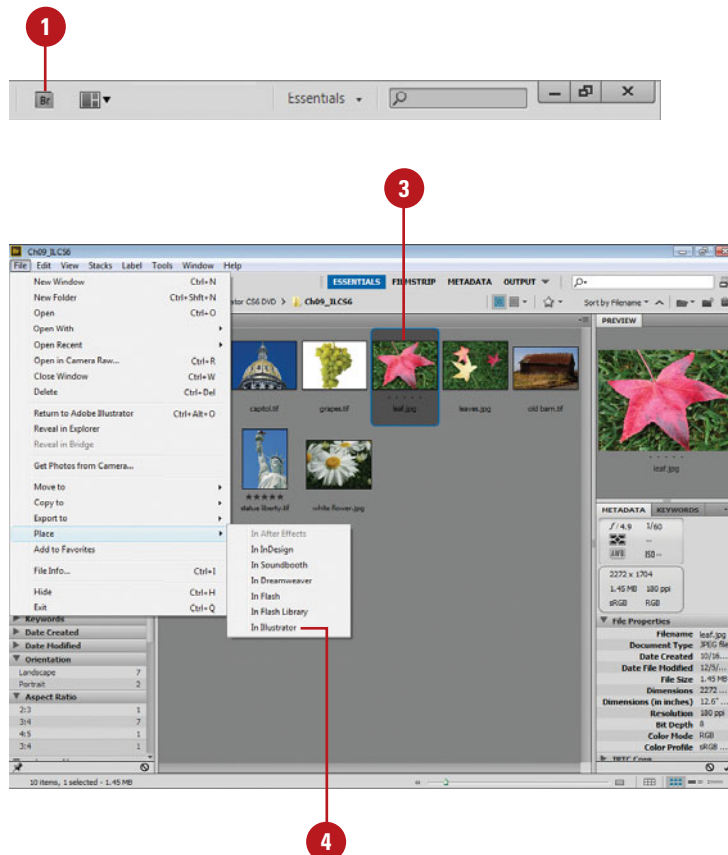 1
Br Essentials
3
Ch09_ILCS6
File Edit View Stacks Label Tools Window Help
New Window Ctrl+N
New Folder Ctrl+Shft+N
Open Ctrl+O
Open With
Open Recent
Open in Camera Raw... Ctrl+R
Close Window Ctrl+W
Delete Ctrl+Del
Return to Adobe Illustrator Ctrl+Alt+O
Reveal in Explorer
Reveal in Bridge
Get Photos from Camera...
Move to
Copy to
Export to
Place
Add to Favorites
File Info... Ctrl+I
Hide Ctrl+H
Exit Ctrl+Q
In After Effects
In InDesign
In Soundbooth
In Dreamweaver
In Flash
In Flash Library
In Illustrator
4
ESSENTIALS FILMSTRIP METADATA OUTPUT
ator CS6 DVD > Ch09_ILCS6 Sort by Filename
capitol.tif grapes.tif leaf.jpg leaves.jpg old barn.tif
statue liberty.tif white flower.jpg
Keywords
Date Created
Date Modified
Orientation
Landscape 7
Portrait 2
Aspect Ratio
2:3 1
3:4 7
4:5 1
3:4 1
10 items, 1 selected - 1.45 MB
PREVIEW
leaf.jpg
METADATA KEYWORDS
f/4.9 1/60
--
AWB ISO --
2272 x 1704
1.45 MB 180 ppi
sRGB RGB
File Properties
Filename leaf.jpg
Document Type JPEG file
Date Created 10/16...
Date File Modified 12/5/...
File Size 1.45 MB
Dimensions 2272 ...
Dimensions (in inches) 12.6" ...
Resolution 180 ppi
Bit Depth 8
Color Mode RGB
Color Profile sRGB ...
IPTC Core